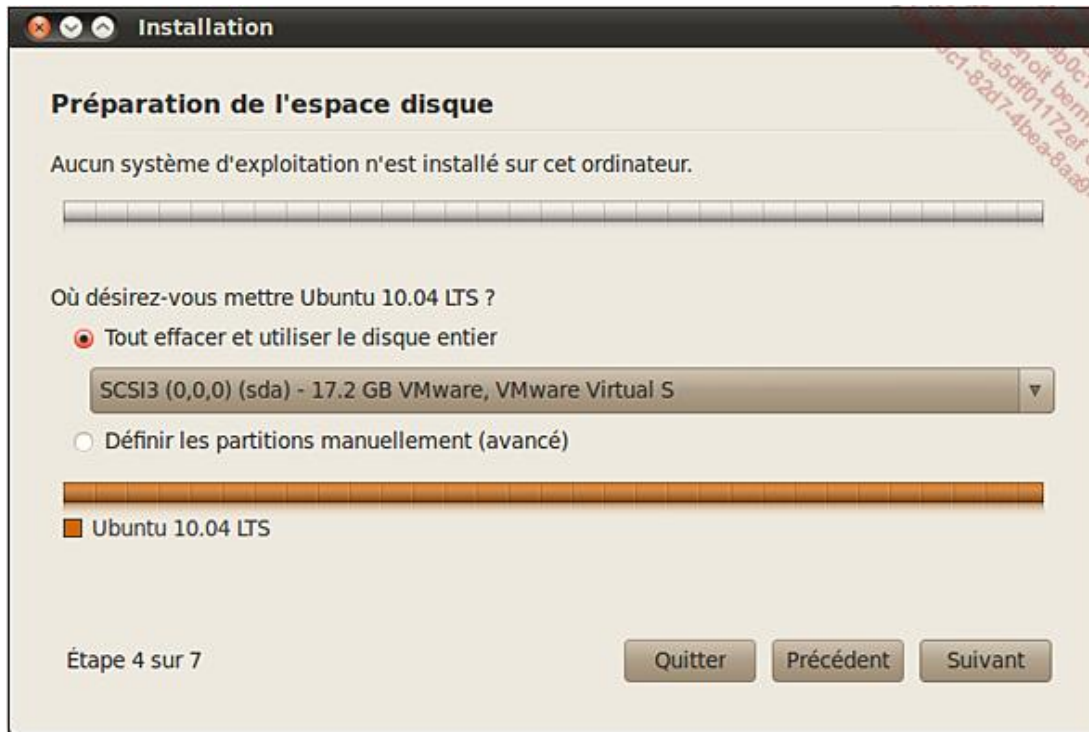 Installation
Préparation de l'espace disque
Aucun système d'exploitation n'est installé sur cet ordinateur.
Où désirez-vous mettre Ubuntu 10.04 LTS ?
Tout effacer et utiliser le disque entier
SCSI3 (0,0,0) (sda) - 17.2 GB VMware, VMware Virtual S
Définir les partitions manuellement (avancé)
Ubuntu 10.04 LTS
Étape 4 sur 7
Quitter
Précédent
Suivant